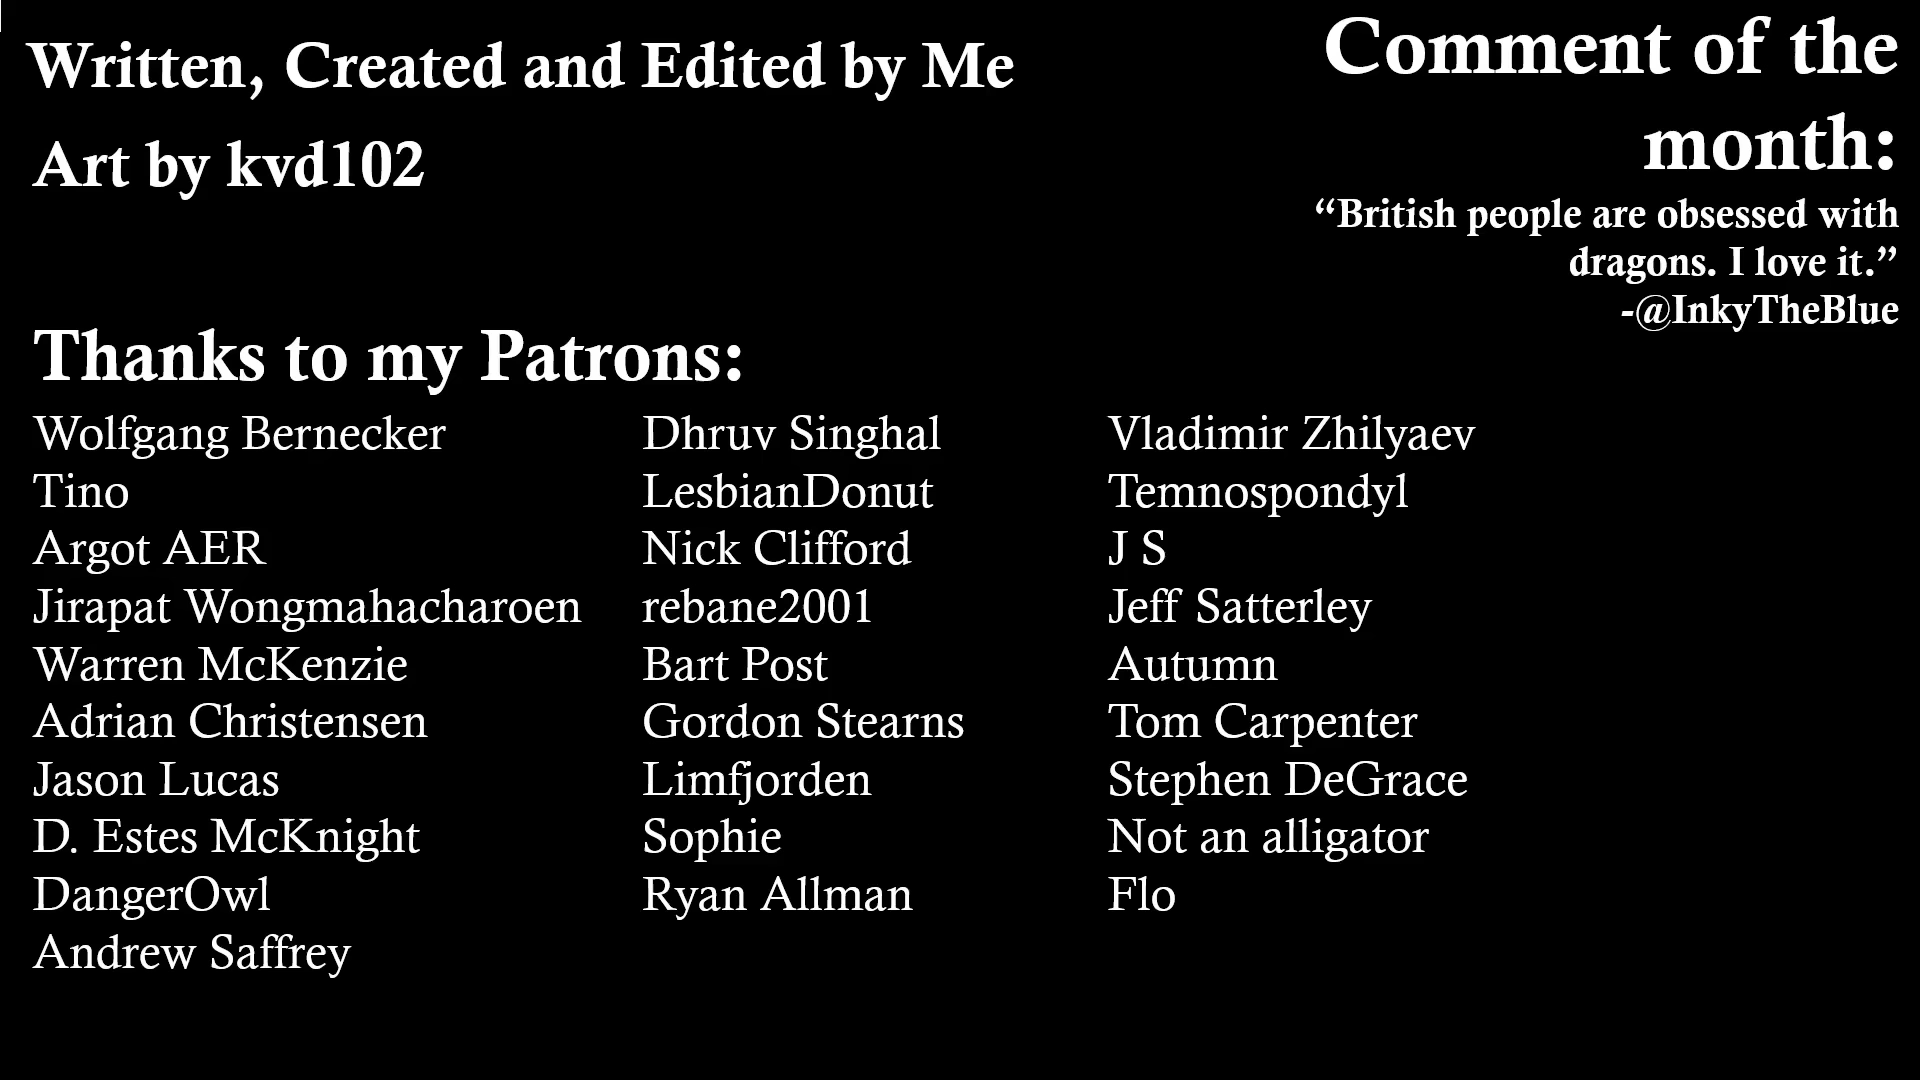 Written, Created and Edited by Me
Art by kvd102
Comment of the
month:
“British people are obsessed with
dragons. I love it.”
-@InkyTheBlue
Thanks to my Patrons:
Wolfgang Bernecker
Tino
Argot AER
Jirapat Wongmahacharoen
Warren McKenzie
Adrian Christensen
Jason Lucas
D. Estes McKnight
DangerOwl
Andrew Saffrey
Dhruv Singhal
LesbianDonut
Nick Clifford
rebane2001
Bart Post
Gordon Stearns
Limfjorden
Sophie
Ryan Allman
Vladimir Zhilyaev
Temnospondyl
J S
Jeff Satterley
Autumn
Tom Carpenter
Stephen DeGrace
Not an alligator
Flo